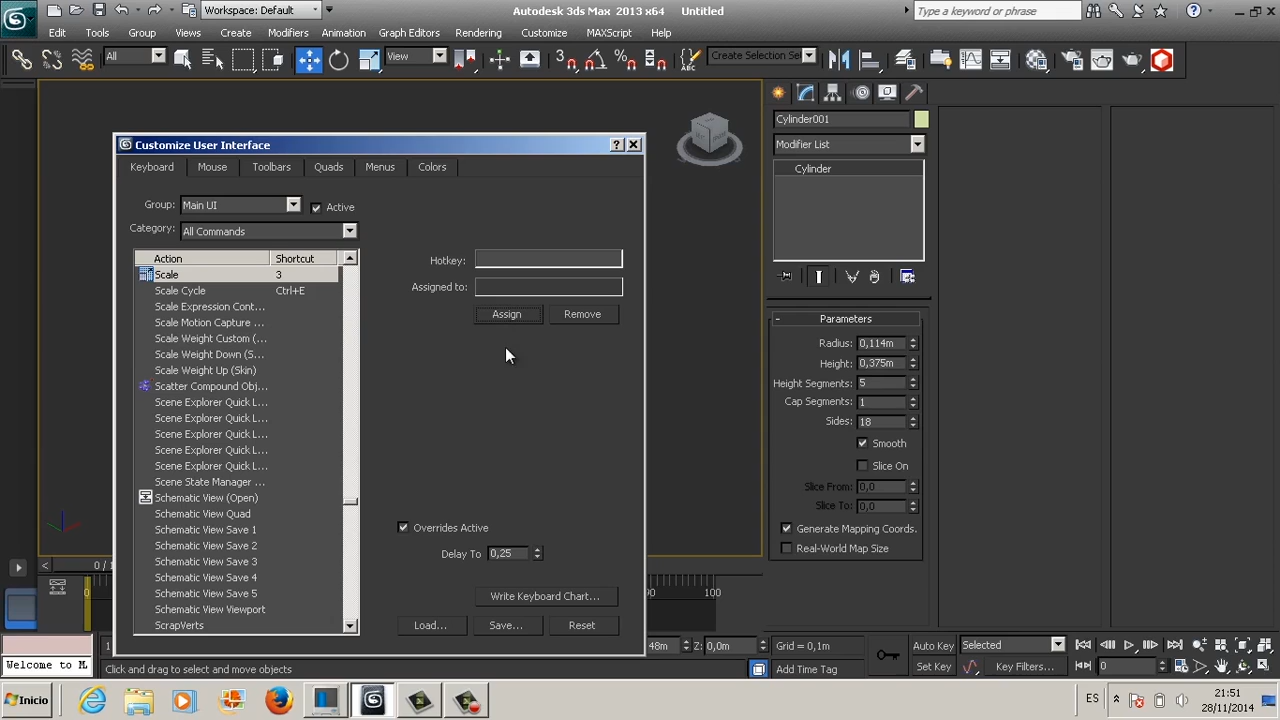 Workspace: Default
Autodesk 3ds Max 2013 x64 Untitled
Type a keyword or phrase
Edit Tools Group Views Create Modifiers Animation Graph Editors Rendering Customize MAXScript Help
All View 3 Create Selection Se
Cylinder001
Modifier List
Cylinder
Customize User Interface
Keyboard Mouse Toolbars Quads Menus Colors
Group: Main UI Active
Category: All Commands
Action Shortcut
Scale 3
Scale Cycle Ctrl+E
Scale Expression Cont...
Scale Motion Capture ...
Scale Weight Custom (...
Scale Weight Down (S...
Scale Weight Up (Skin)
Scatter Compound Obj...
Scene Explorer Quick L...
Scene Explorer Quick L...
Scene Explorer Quick L...
Scene Explorer Quick L...
Scene Explorer Quick L...
Scene State Manager ...
Schematic View (Open)
Schematic View Quad
Schematic View Save 1
Schematic View Save 2
Schematic View Save 3
Schematic View Save 4
Schematic View Save 5
Schematic View Viewport
ScrapVerts
Hotkey:
Assigned to:
Assign Remove
Overrides Active
Delay To 0,25
Write Keyboard Chart...
Load... Save... Reset
Parameters
Radius: 0,114m
Height: 0,375m
Height Segments: 5
Cap Segments: 1
Sides: 18
Smooth
Slice On
Slice From: 0,0
Slice To: 0,0
Generate Mapping Coords.
Real-World Map Size
0 / 1
90 100
1 48m Z: 0,0m Grid = 0,1m Auto Key Selected
Welcome to M Click and drag to select and move objects Add Time Tag Set Key Key Filters... 0
Inicio ES 21:51
28/11/2014